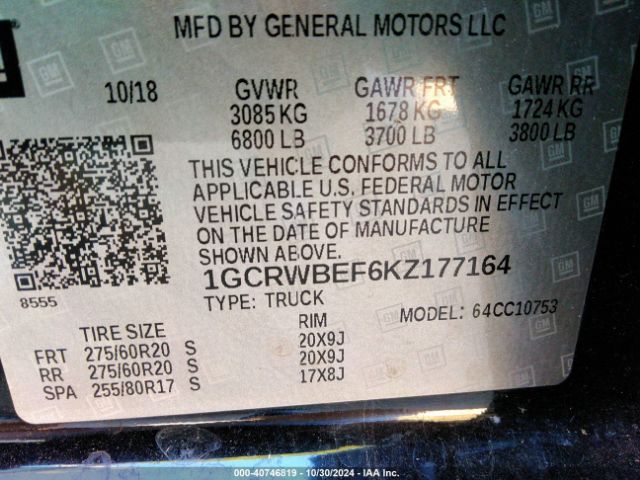 MFD BY GENERAL MOTORS LLC
10/18 GVWR GAWR FRT GAWR RR
3085 KG 1678 KG 1724 KG
6800 LB 3700 LB 3800 LB
THIS VEHICLE CONFORMS TO ALL
APPLICABLE U.S. FEDERAL MOTOR
VEHICLE SAFETY STANDARDS IN EFFECT
ON THE DATE OF MANUFACTURE
SHOWN ABOVE.
8555
1GCRWBEF6KZ177164
TYPE: TRUCK MODEL: 64CC10753
TIRE SIZE RIM
FRT 275/60R20 S 20X9J
RR 275/60R20 S 20X9J
SPA 255/80R17 S 17X8J
GM
000-40746819 - 10/30/2024 - IAA Inc.